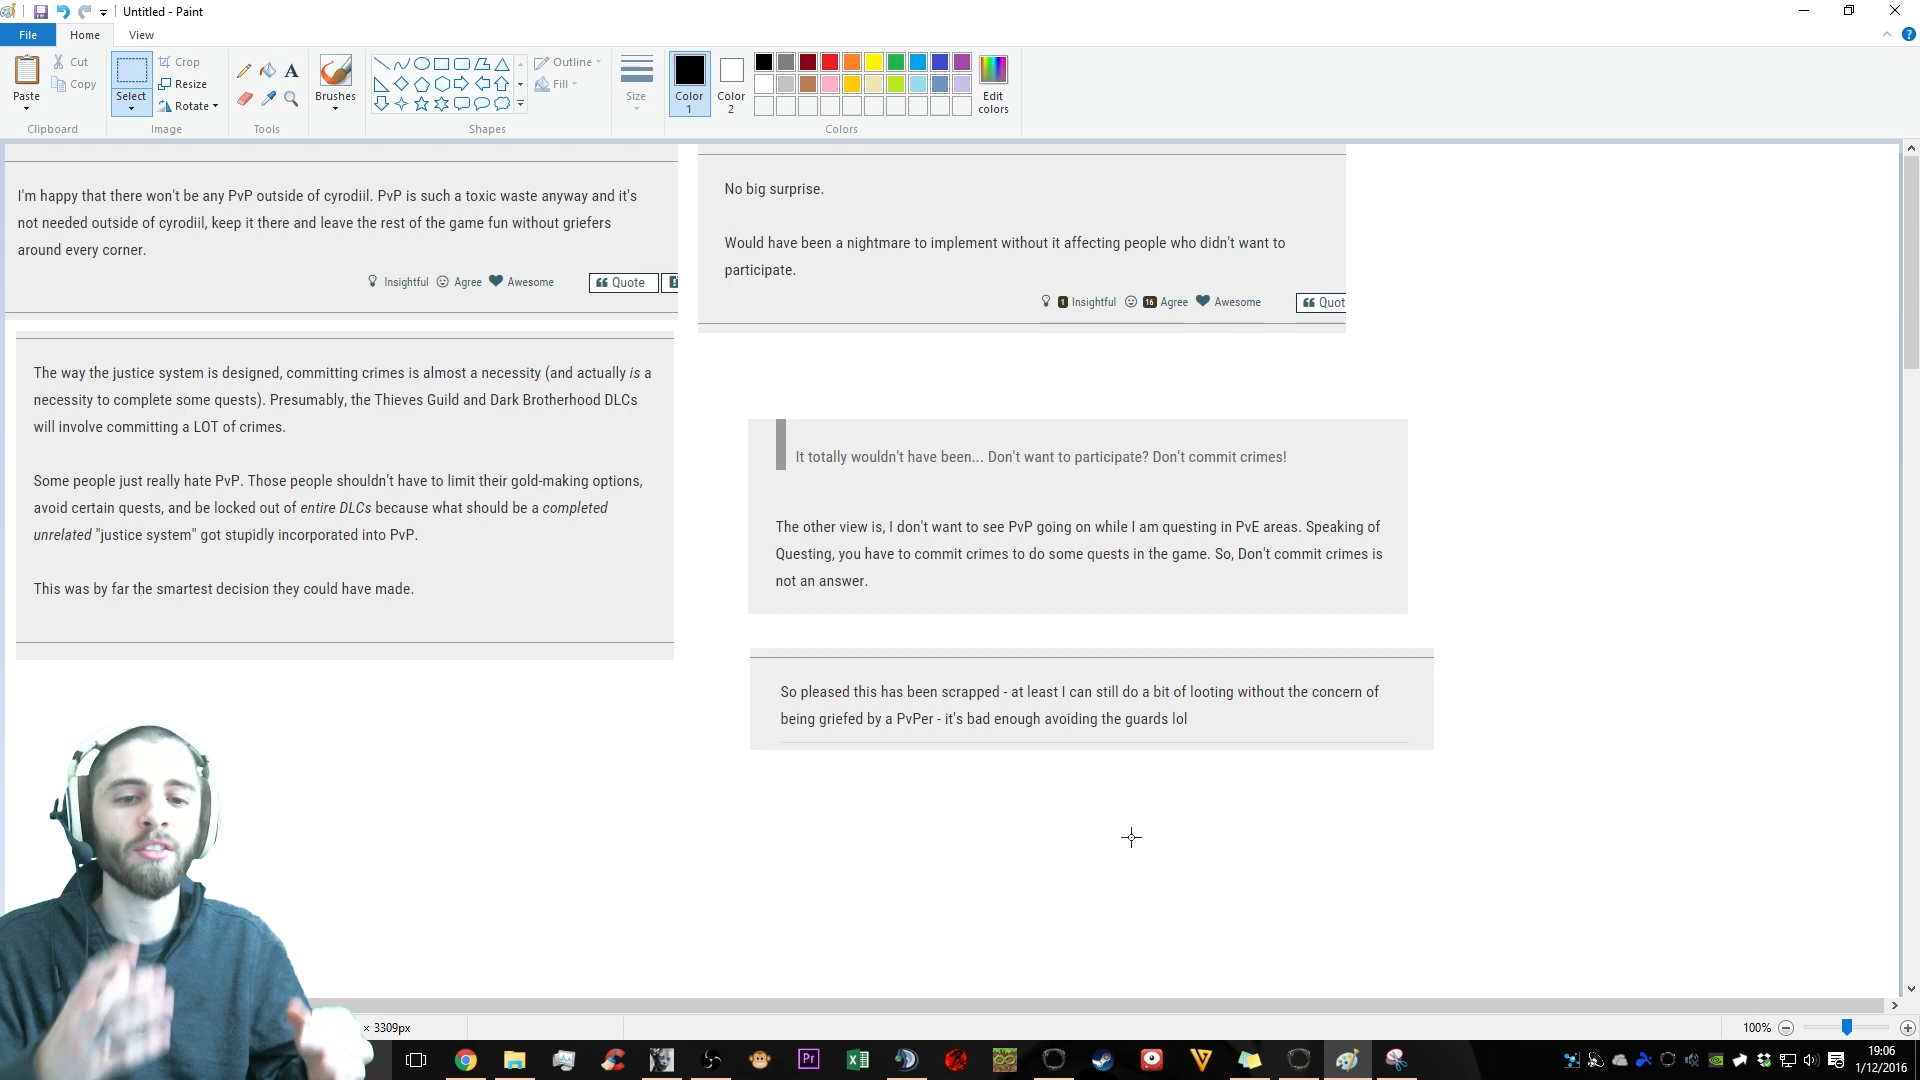 Untitled - Paint
File
Home
View
Paste
Cut
Copy
Clipboard
Select
Crop
Resize
Rotate
Image
Tools
Brushes
Shapes
Outline
Fill
Size
Color 1
Color 2
Edit colors
Colors
I'm happy that there won't be any PvP outside of cyrodiil. PvP is such a toxic waste anyway and it's
not needed outside of cyrodiil, keep it there and leave the rest of the game fun without griefers
around every corner.
Insightful Agree Awesome Quote
No big surprise.
Would have been a nightmare to implement without it affecting people who didn't want to
participate.
1 Insightful 16 Agree Awesome Quot
The way the justice system is designed, committing crimes is almost a necessity (and actually is a
necessity to complete some quests). Presumably, the Thieves Guild and Dark Brotherhood DLCs
will involve committing a LOT of crimes.
Some people just really hate PvP. Those people shouldn't have to limit their gold-making options,
avoid certain quests, and be locked out of entire DLCs because what should be a completed
unrelated "justice system" got stupidly incorporated into PvP.
This was by far the smartest decision they could have made.
It totally wouldn't have been... Don't want to participate? Don't commit crimes!
The other view is, I don't want to see PvP going on while I am questing in PvE areas. Speaking of
Questing, you have to commit crimes to do some quests in the game. So, Don't commit crimes is
not an answer.
So pleased this has been scrapped - at least I can still do a bit of looting without the concern of
being griefed by a PvPer - it's bad enough avoiding the guards lol
× 3309px
100%
Pr
19:06
1/12/2016